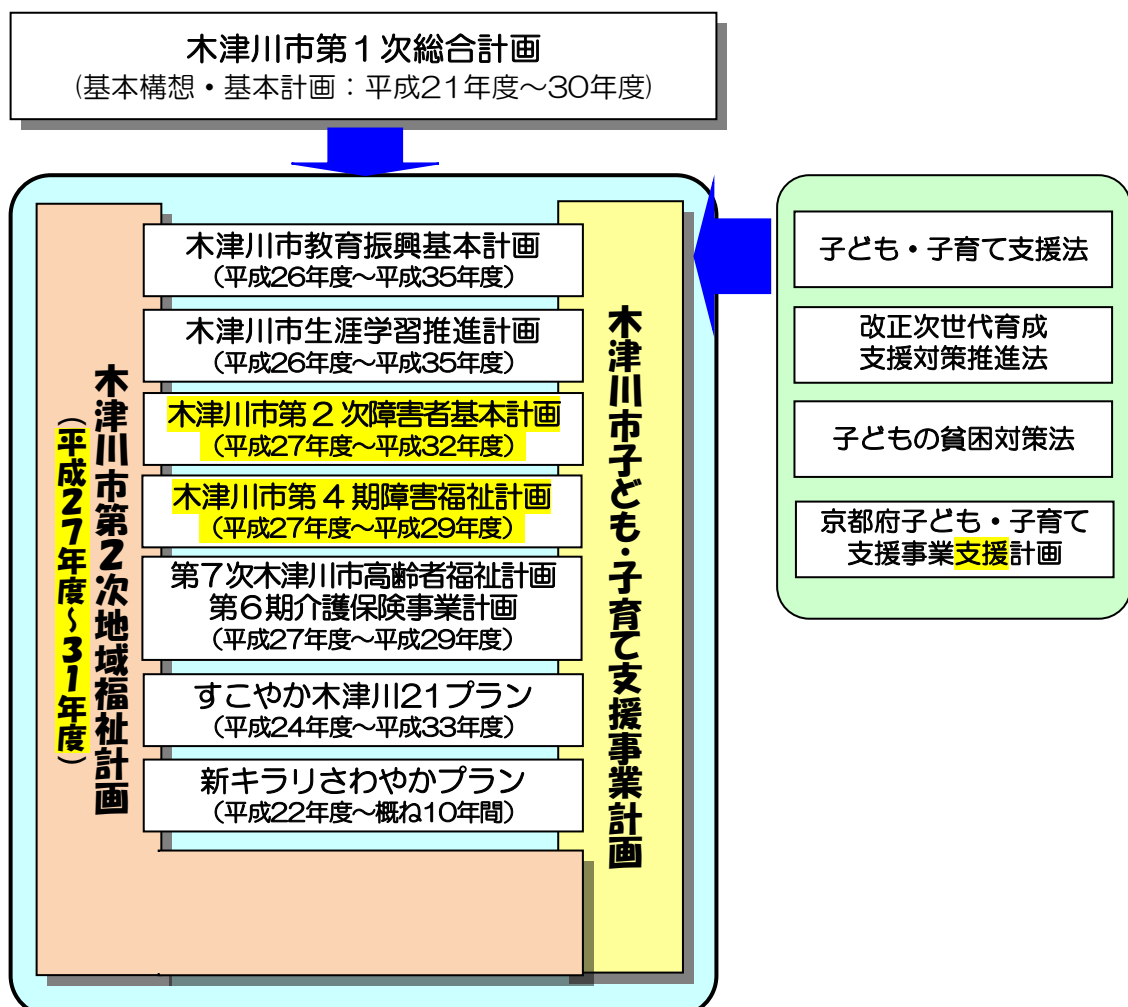 木津川市第１次総合計画
(基本構想・基本計画：平成21年度～30年度)
木津川市第２次地域福祉計画
（平成２７年度～３１年度）
木津川市教育振興基本計画
（平成26年度～平成35年度）
木津川市生涯学習推進計画
（平成26年度～平成35年度）
木津川市第２次障害者基本計画
（平成27年度～平成32年度）
木津川市第４期障害福祉計画
（平成27年度～平成29年度）
第７次木津川市高齢者福祉計画
第６期介護保険事業計画
（平成27年度～平成29年度）
すこやか木津川21プラン
（平成24年度～平成33年度）
新キラリさわやかプラン
（平成22年度～概ね10年間）
木津川市子ども・子育て支援事業計画
子ども・子育て支援法
改正次世代育成
支援対策推進法
子どもの貧困対策法
京都府子ども・子育て
支援事業支援計画